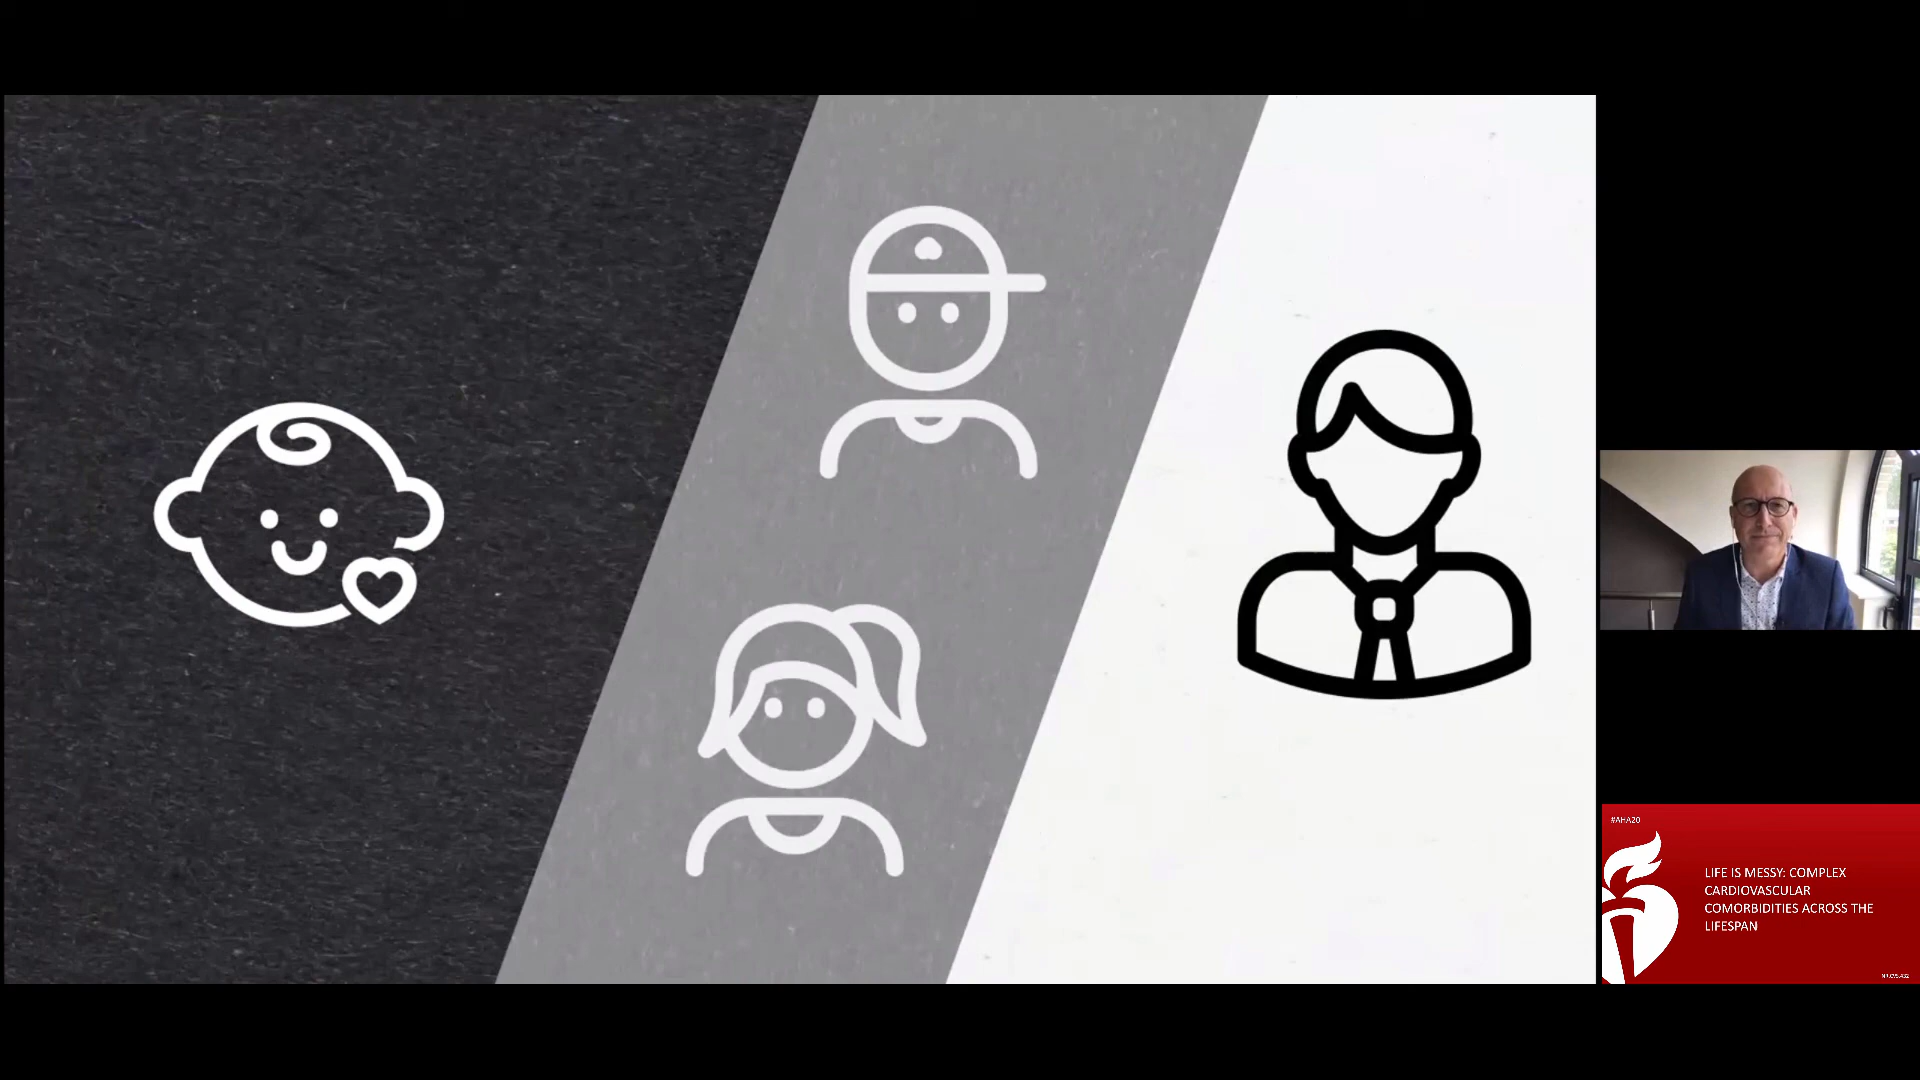 #AHA20
LIFE IS MESSY: COMPLEX
CARDIOVASCULAR
COMORBIDITIES ACROSS THE
LIFESPAN